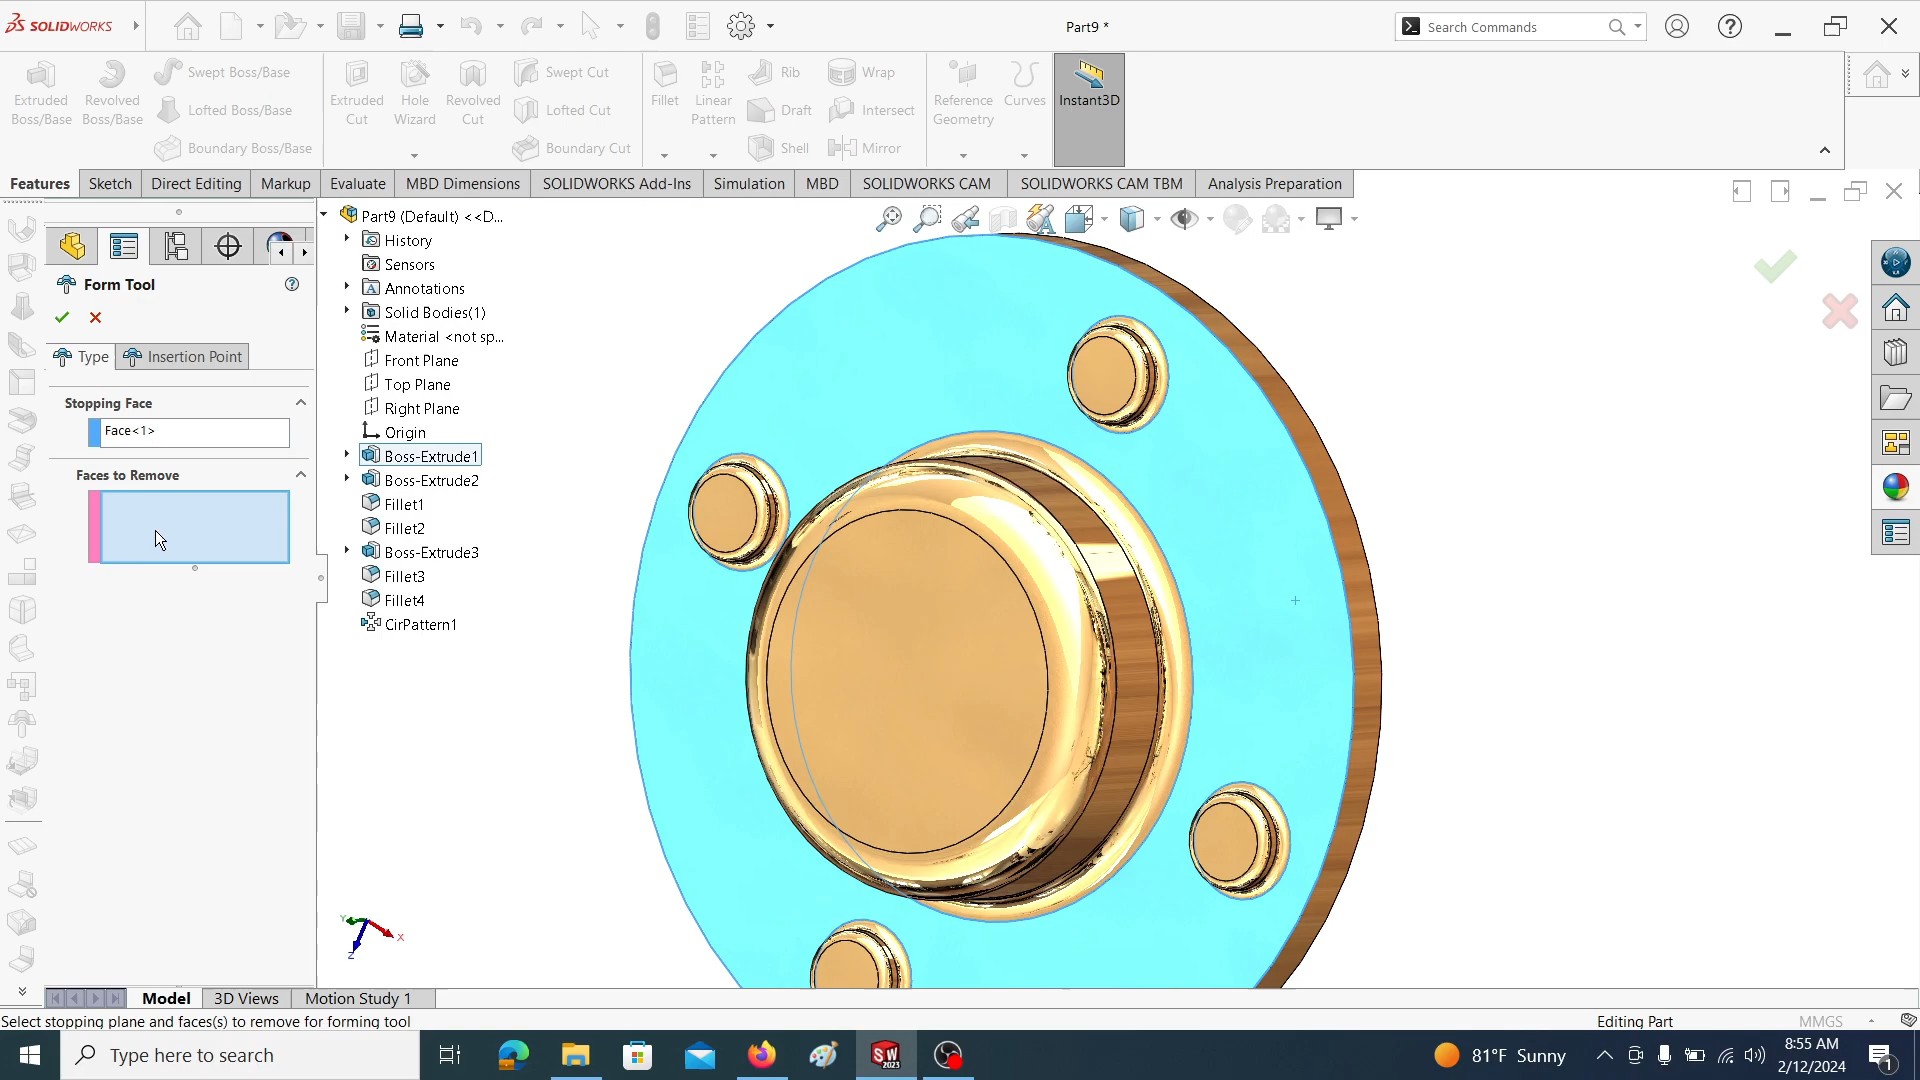 SOLIDWORKS
Part9 *
Search Commands
Extruded Boss/Base
Revolved Boss/Base
Swept Boss/Base
Lofted Boss/Base
Boundary Boss/Base
Extruded Cut
Hole Wizard
Revolved Cut
Swept Cut
Lofted Cut
Boundary Cut
Fillet
Linear Pattern
Rib
Draft
Shell
Wrap
Intersect
Mirror
Reference Geometry
Curves
Instant3D
Features
Sketch
Direct Editing
Markup
Evaluate
MBD Dimensions
SOLIDWORKS Add-Ins
Simulation
MBD
SOLIDWORKS CAM
SOLIDWORKS CAM TBM
Analysis Preparation
Form Tool
Type
Insertion Point
Stopping Face
Face<1>
Faces to Remove
Part9 (Default) <<D...
History
Sensors
Annotations
Solid Bodies(1)
Material <not sp...
Front Plane
Top Plane
Right Plane
Origin
Boss-Extrude1
Boss-Extrude2
Fillet1
Fillet2
Boss-Extrude3
Fillet3
Fillet4
CirPattern1
Y
X
Z
Model
3D Views
Motion Study 1
Select stopping plane and faces(s) to remove for forming tool
Editing Part
MMGS
Type here to search
SW
2023
81°F Sunny
8:55 AM
2/12/2024
1